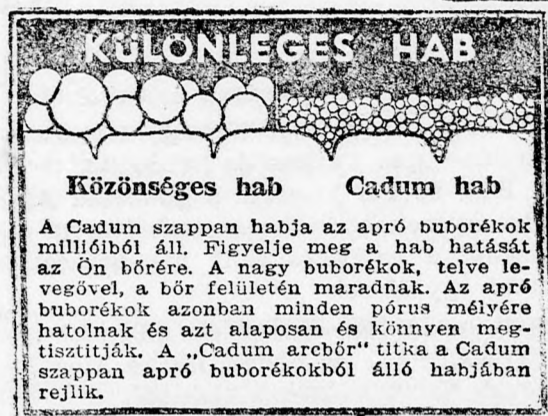 KÜLÖNLEGES HAB
Közönséges hab Cadum hab
A Cadum szappan habja az apró buborékok
millióiból áll. Figyelje meg a hab hatását
az Ön bőrére. A nagy buborékok, telve le-
vegővel, a bőr felületén maradnak. Az apró
buborékok azonban minden pórus mélyére
hatolnak és azt alaposan és könnyen meg-
tisztitják. A „Cadum arcbőr“ titka a Cadum
szappan apró buborékokból álló habjában
rejlik.